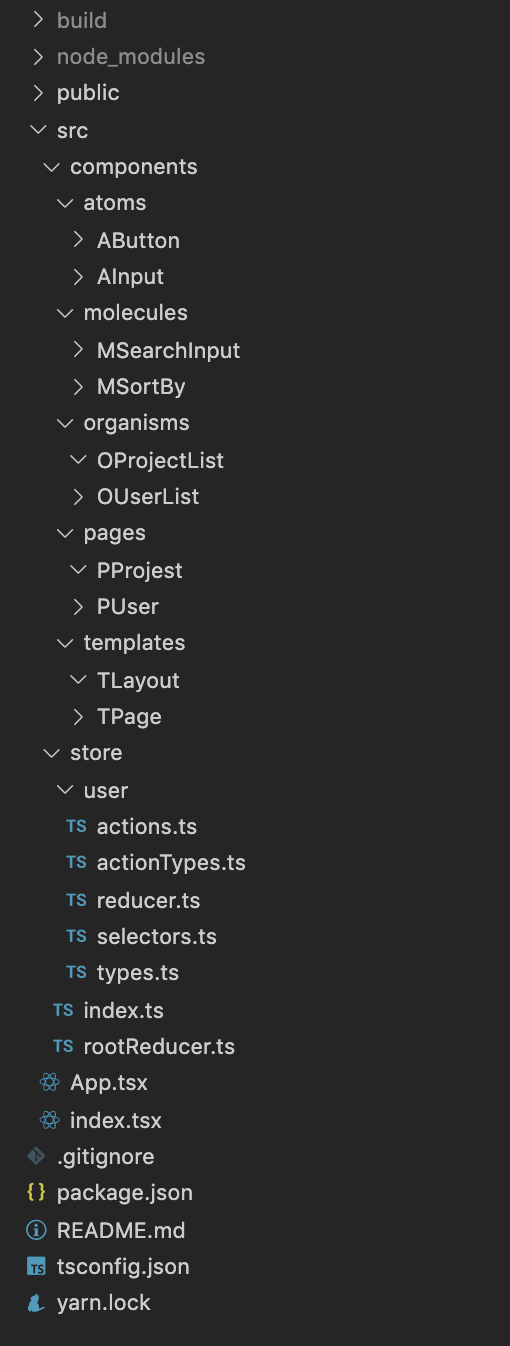 build
node_modules
public
src
components
atoms
AButton
AInput
molecules
MSearchInput
MSortBy
organisms
OProjectList
OUserList
pages
PProjest
PUser
templates
TLayout
TPage
store
user
TS actions.ts
TS actionTypes.ts
TS reducer.ts
TS selectors.ts
TS types.ts
TS index.ts
TS rootReducer.ts
App.tsx
index.tsx
.gitignore
{} package.json
README.md
TS tsconfig.json
yarn.lock